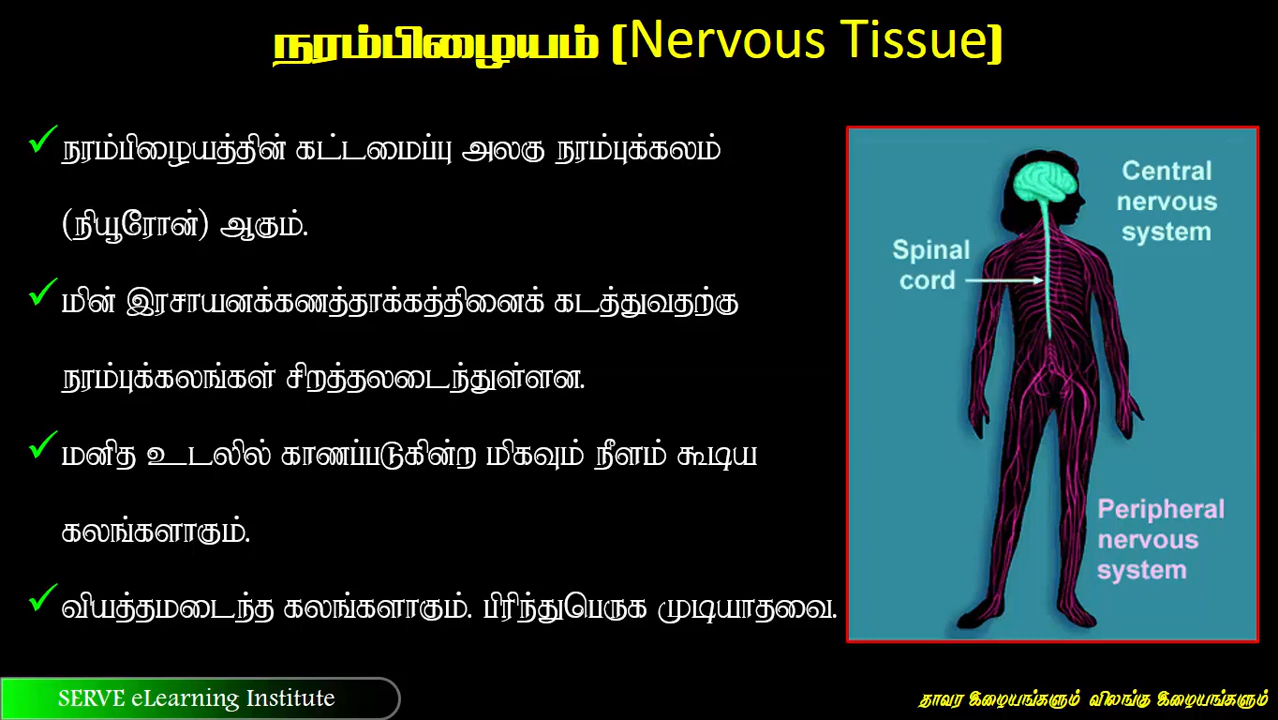 நரம்பிழையம் (Nervous Tissue)
நரம்பிழையத்தின் கட்டமைப்பு அலகு நரம்புக்கலம்
(நியூரோன்) ஆகும்.
மின் இரசாயனக்கணத்தாக்கத்தினைக் கடத்துவதற்கு
நரம்புக்கலங்கள் சிறத்தலடைந்துள்ளன.
மனித உடலில் காணப்படுகின்ற மிகவும் நீளம் கூடிய
கலங்களாகும்.
வியத்தமடைந்த கலங்களாகும். பிரிந்துபெருக முடியாதவை.
Central
nervous
system
Spinal
cord
Peripheral
nervous
system
SERVE eLearning Institute
தாவர இழையங்களும் விலங்கு இழையங்களும்